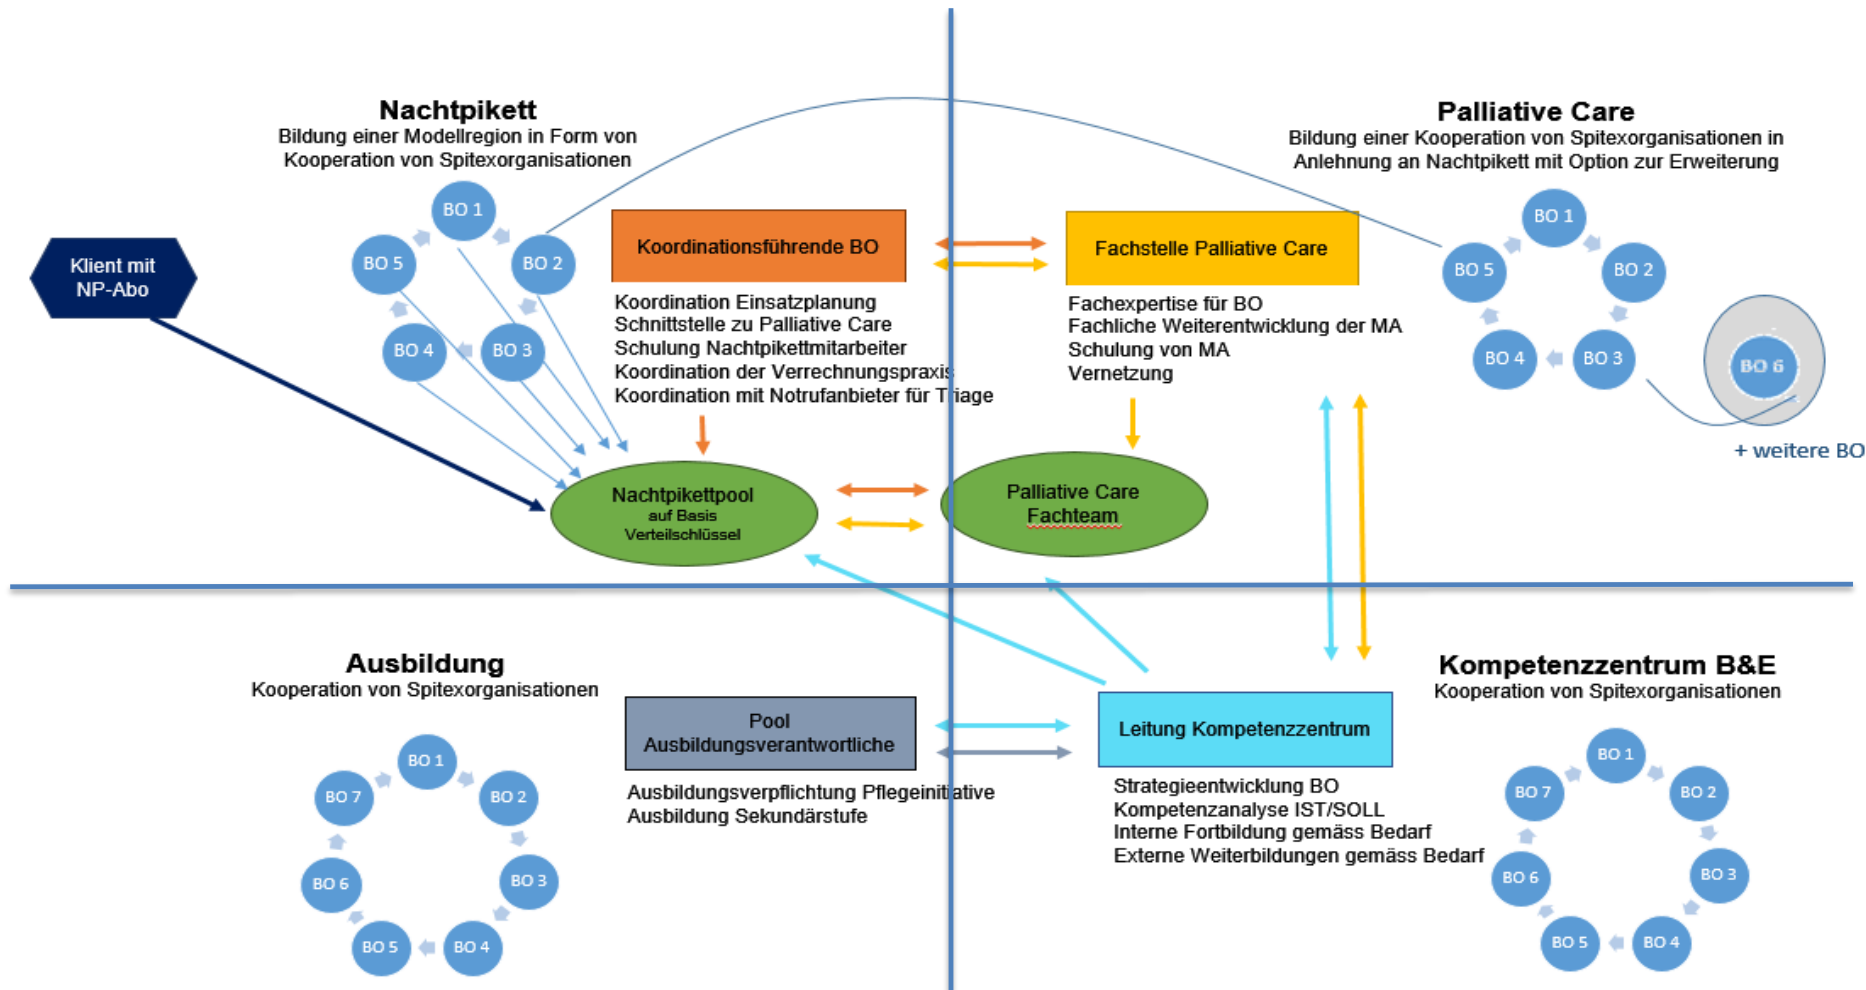 Nachtpikett
Bildung einer Modellregion in Form von
Kooperation von Spitexorganisationen
BO 1
BO 2
BO 3
BO 4
BO 5
Klient mit
NP-Abo
Koordinationsführende BO
Koordination Einsatzplanung
Schnittstelle zu Palliative Care
Schulung Nachtpikettmitarbeiter
Koordination der Verrechnungspraxis
Koordination mit Notrufanbieter für Triage
Nachtpikettpool
auf Basis
Verteilschlüssel
Palliative Care
Bildung einer Kooperation von Spitexorganisationen in
Anlehnung an Nachtpikett mit Option zur Erweiterung
Fachstelle Palliative Care
Fachexpertise für BO
Fachliche Weiterentwicklung der MA
Schulung von MA
Vernetzung
Palliative Care
Fachteam
BO 1
BO 2
BO 3
BO 4
BO 5
BO 6
+ weitere BO
Ausbildung
Kooperation von Spitexorganisationen
BO 1
BO 2
BO 3
BO 4
BO 5
BO 6
BO 7
Pool
Ausbildungsverantwortliche
Ausbildungsverpflichtung Pflegeinitiative
Ausbildung Sekundärstufe
Kompetenzzentrum B&E
Kooperation von Spitexorganisationen
Leitung Kompetenzzentrum
Strategieentwicklung BO
Kompetenzanalyse IST/SOLL
Interne Fortbildung gemäss Bedarf
Externe Weiterbildungen gemäss Bedarf
BO 1
BO 2
BO 3
BO 4
BO 5
BO 6
BO 7